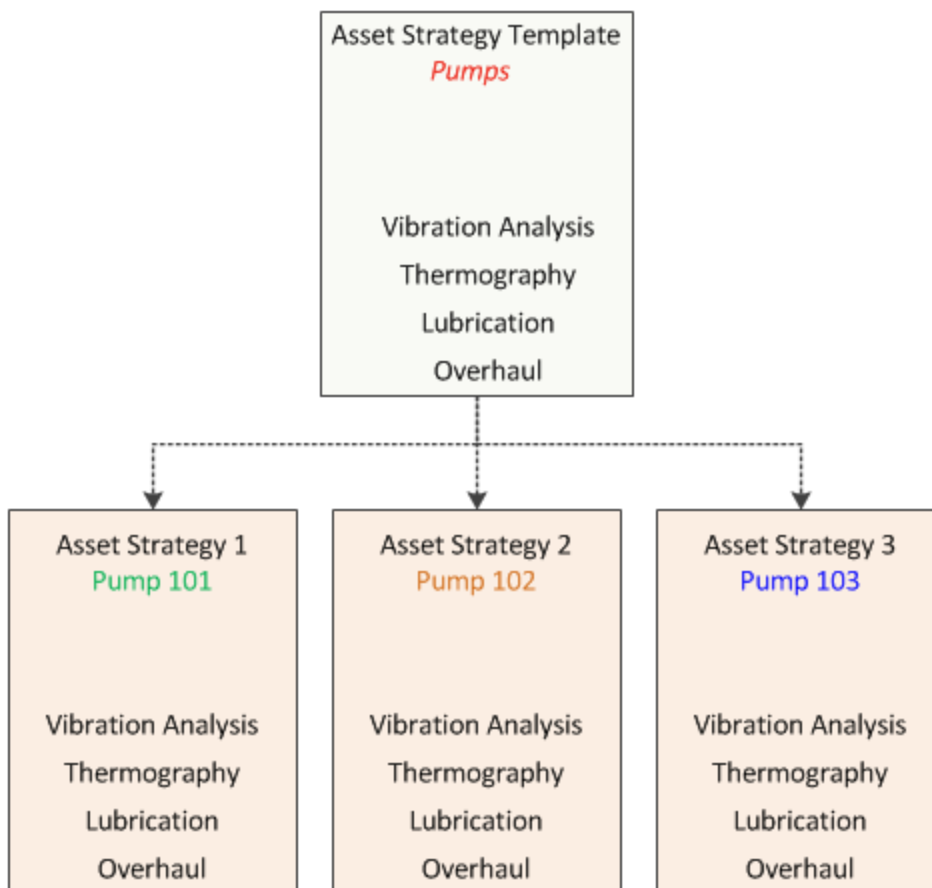 Asset Strategy Template
Pumps
Vibration Analysis
Thermography
Lubrication
Overhaul
Asset Strategy 1
Pump 101
Vibration Analysis
Thermography
Lubrication
Overhaul
Asset Strategy 2
Pump 102
Vibration Analysis
Thermography
Lubrication
Overhaul
Asset Strategy 3
Pump 103
Vibration Analysis
Thermography
Lubrication
Overhaul